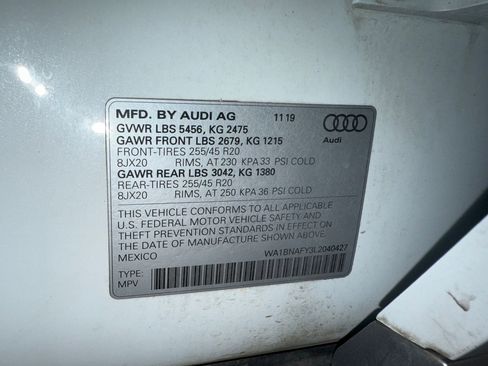 MFD. BY AUDI AG 11 19
GVWR LBS 5456, KG 2475
GAWR FRONT LBS 2679, KG 1215
Audi
FRONT-TIRES 255/45 R20
8JX20 RIMS, AT 230 KPA 33 PSI COLD
GAWR REAR LBS 3042, KG 1380
REAR-TIRES 255/45 R20
8JX20 RIMS, AT 250 KPA 36 PSI COLD
THIS VEHICLE CONFORMS TO ALL APPLICABLE
U.S. FEDERAL MOTOR VEHICLE SAFETY AND
THEFT PREVENTION STANDARDS IN EFFECT ON
THE DATE OF MANUFACTURE SHOWN ABOVE
MEXICO WA1BNAFY3L2040427
TYPE:
MPV